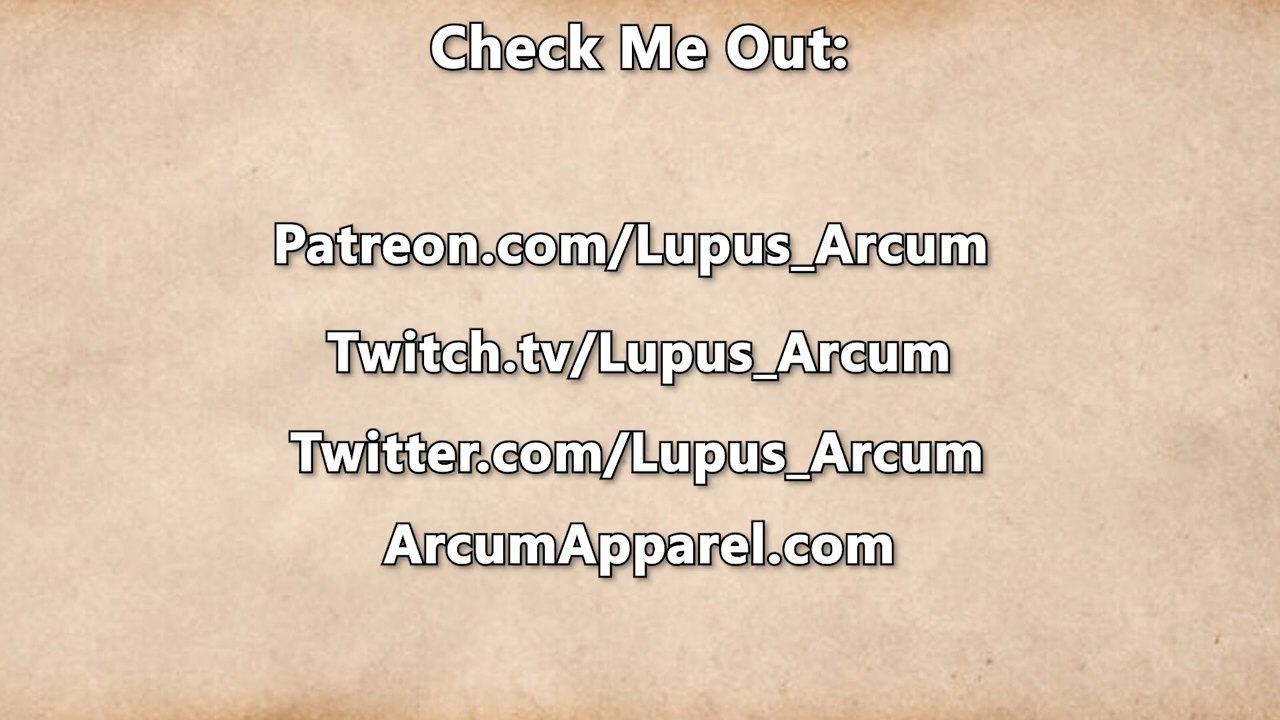 Check Me Out:
Patreon.com/Lupus_Arcum
Twitch.tv/Lupus_Arcum
Twitter.com/Lupus_Arcum
ArcumApparel.com